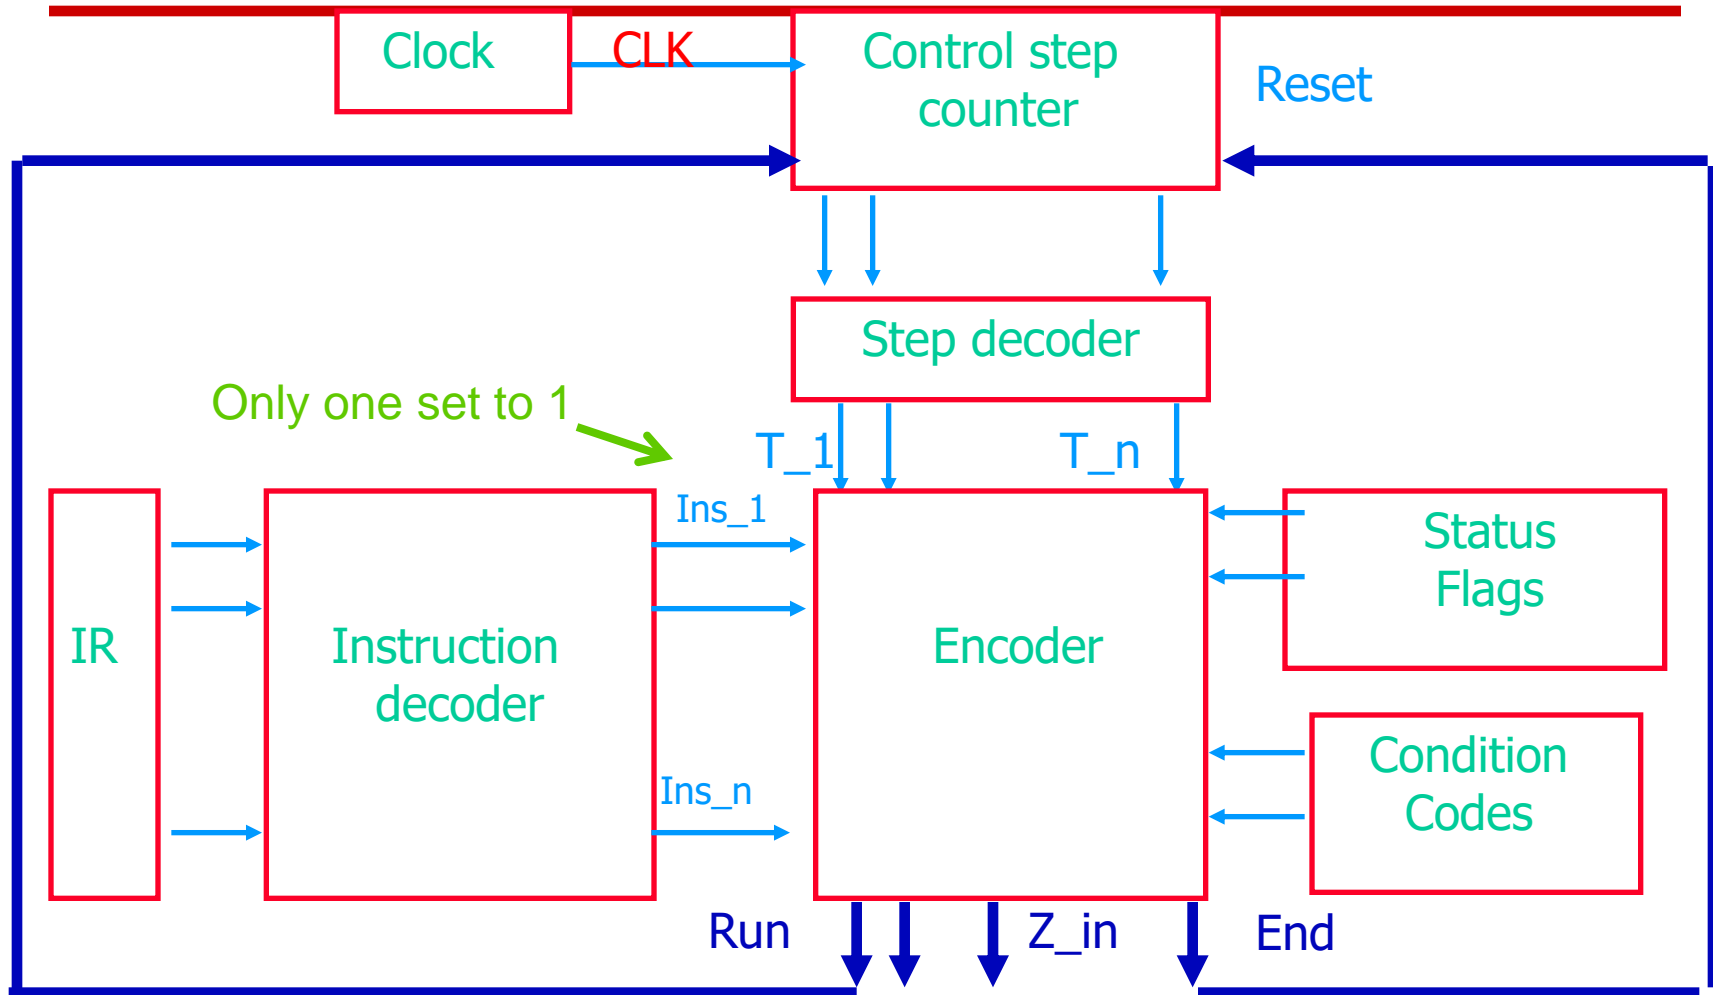 Clock
CLK
Control step
counter
Reset
Step decoder
Only one set to 1
T_1
T_n
IR
Instruction
decoder
Ins_1
Ins_n
Encoder
Status
Flags
Condition
Codes
Run
Z_in
End